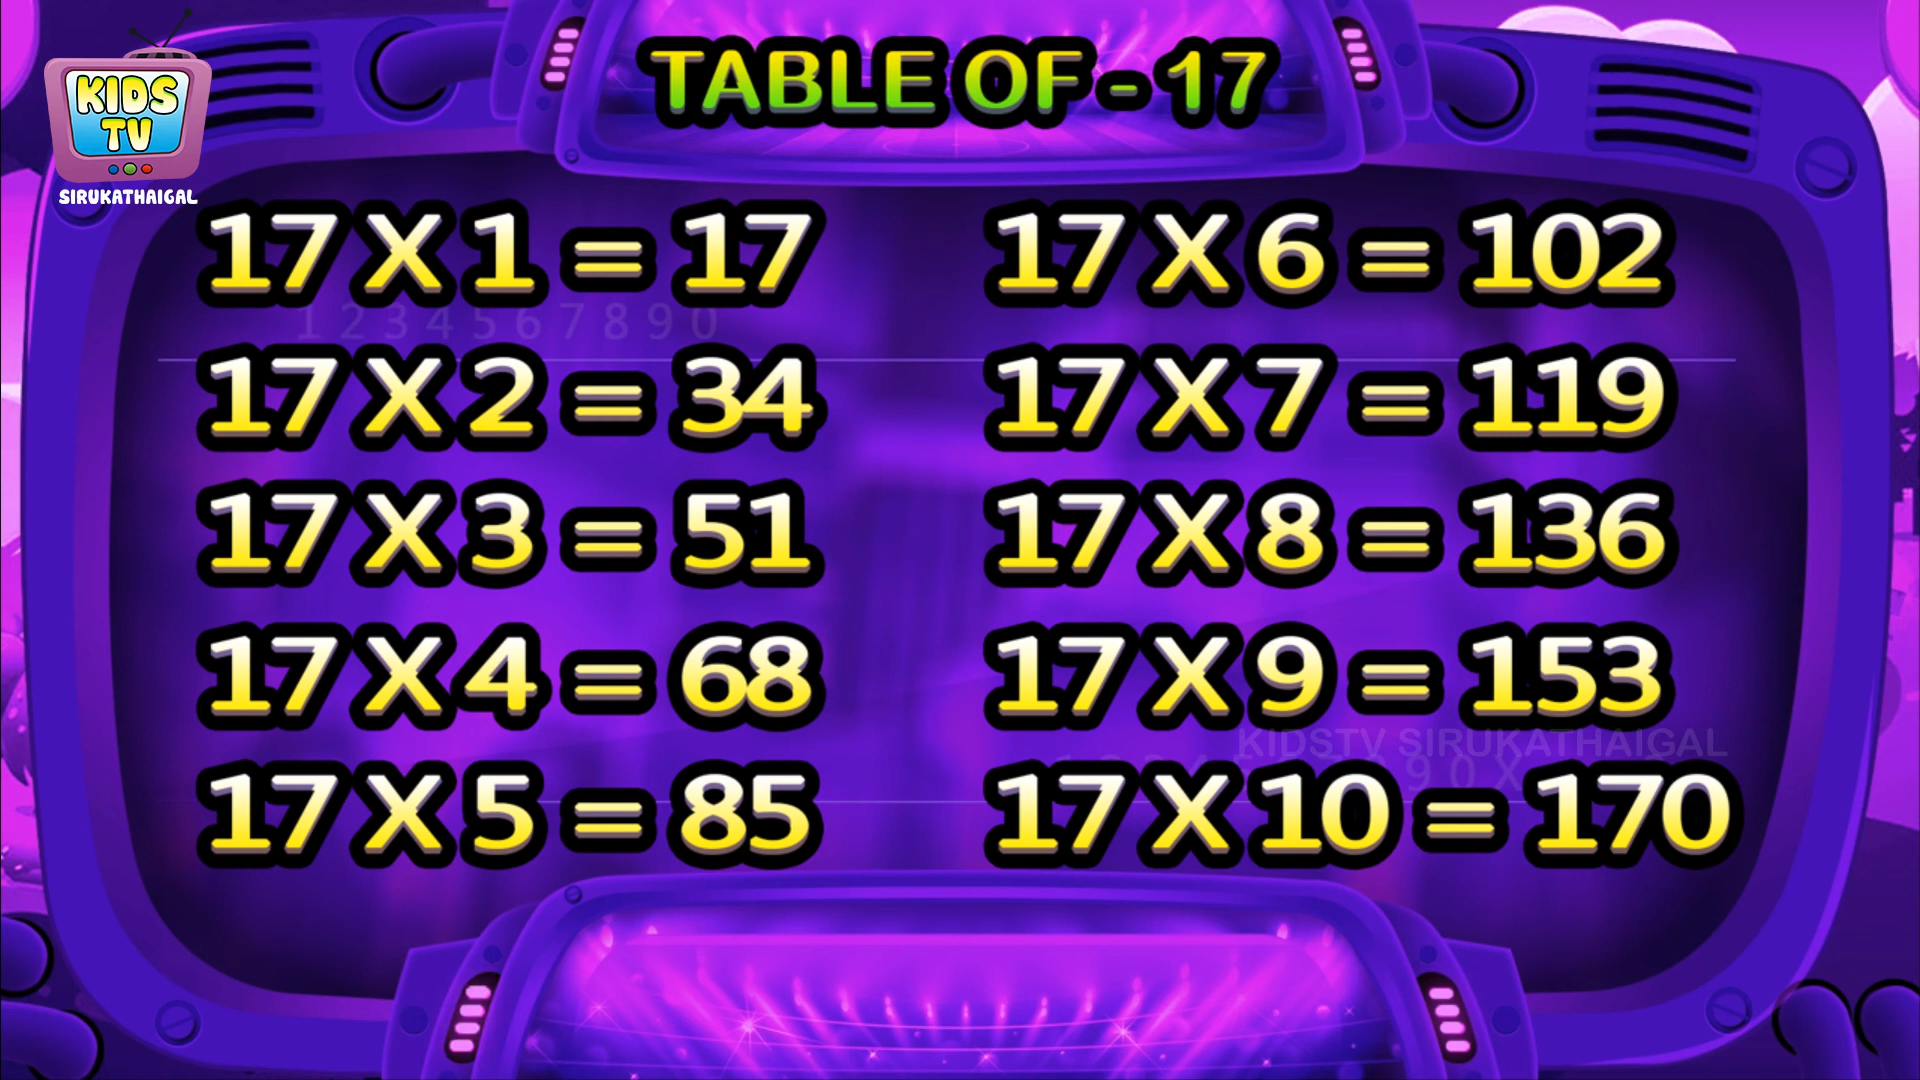 KIDS
TV
SIRUKATHAIGAL
TABLE OF - 17
17 X 1 = 17
17 X 2 = 34
17 X 3 = 51
17 X 4 = 68
17 X 5 = 85
17 X 6 = 102
17 X 7 = 119
17 X 8 = 136
17 X 9 = 153
17 X 10 = 170
1 2 3 4 5 6 7 8 9 0
KIDSTV SIRUKATHAIGAL